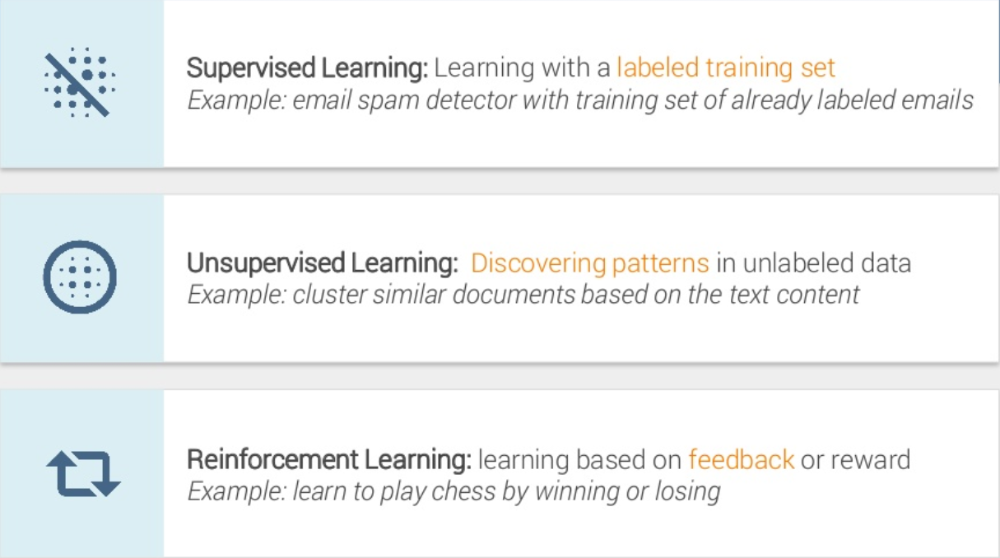 Supervised Learning: Learning with a labeled training set
Example: email spam detector with training set of already labeled emails
Unsupervised Learning: Discovering patterns in unlabeled data
Example: cluster similar documents based on the text content
Reinforcement Learning: learning based on feedback or reward
Example: learn to play chess by winning or losing